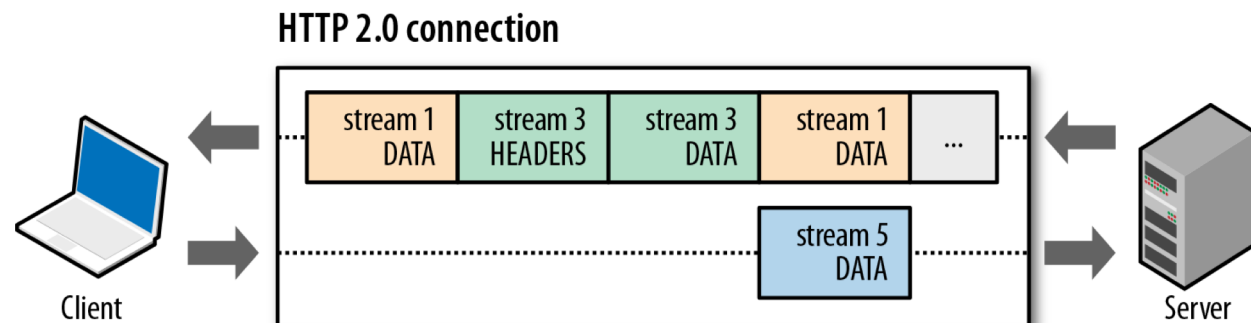 HTTP 2.0 connection
stream 1 stream 3 stream 3 stream 1
DATA HEADERS DATA DATA ...
stream 5
DATA
Client Server